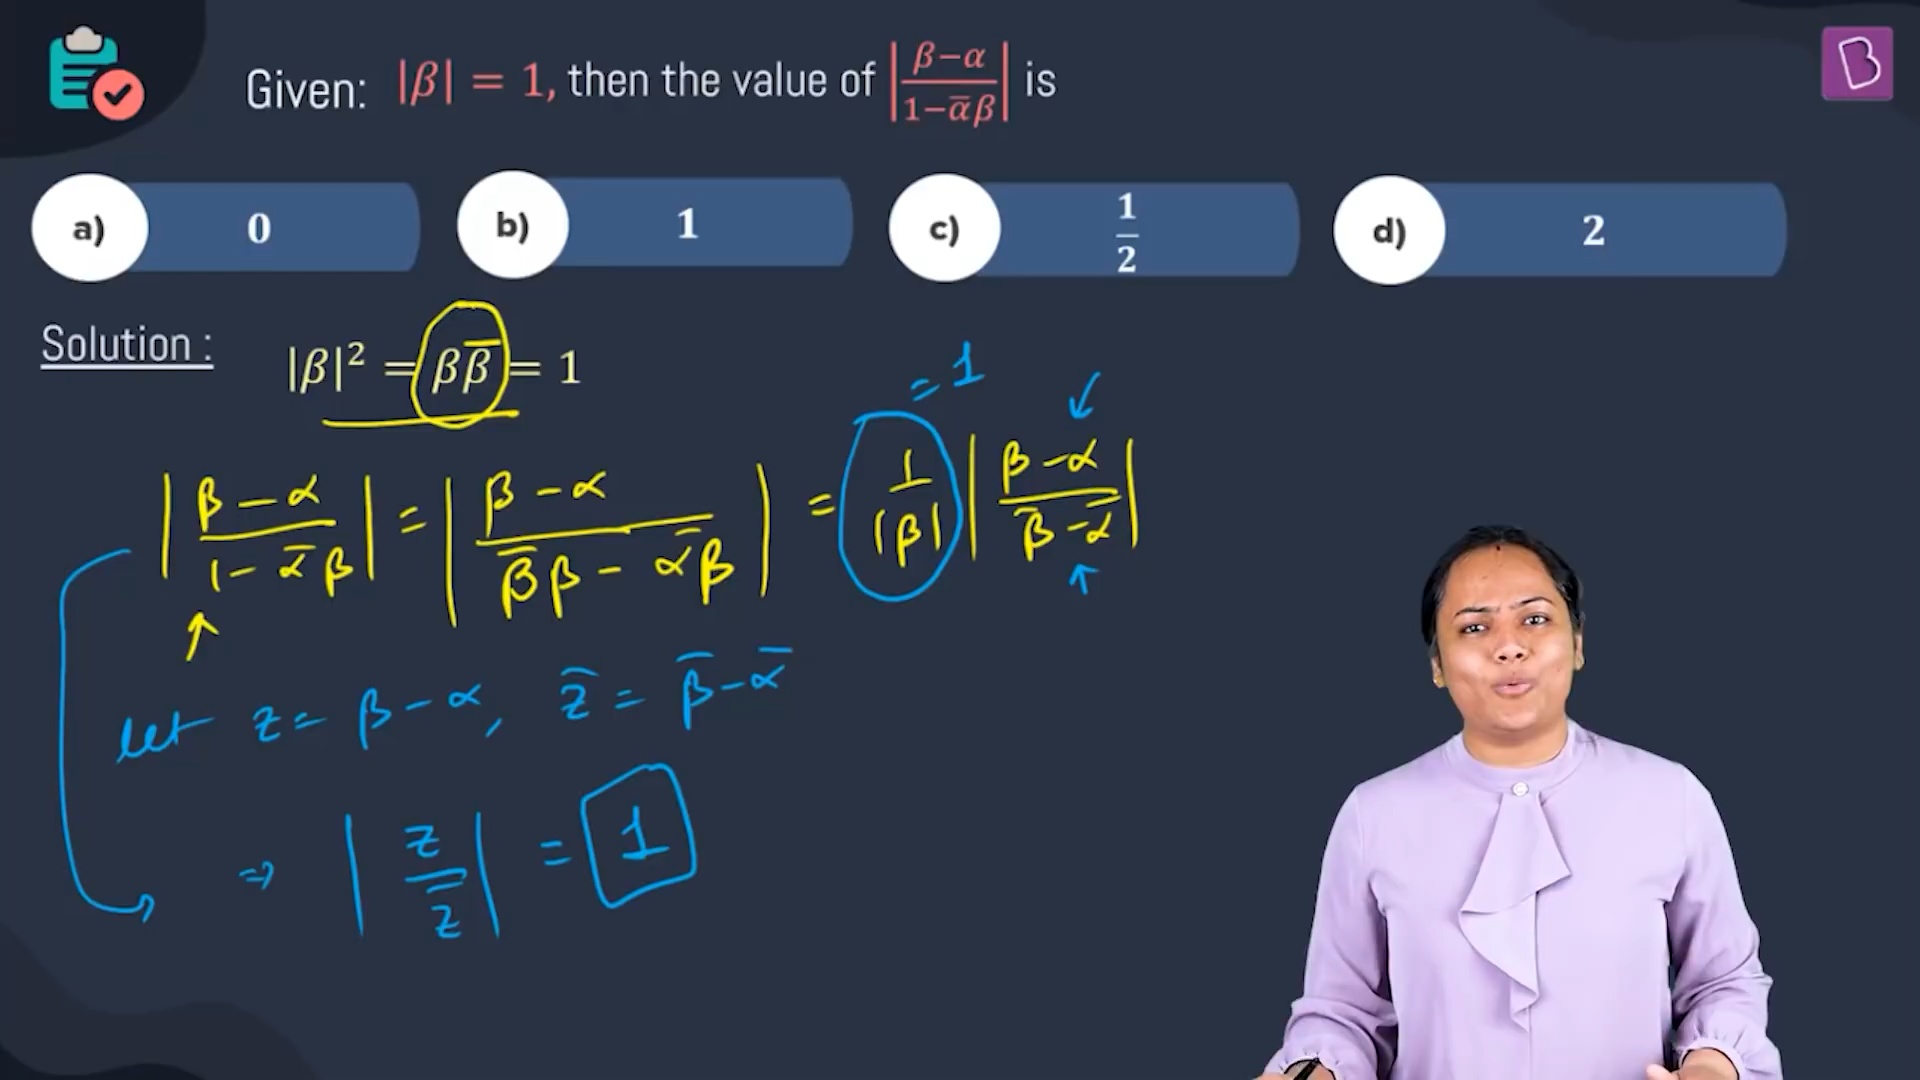 Given: |β| = 1, then the value of |β−α / 1−ᾱβ| is
a) 0
b) 1
c) 1/2
d) 2
Solution :
|β|² = ββ̅ = 1
= 1
|β−α / 1−ᾱβ| = |β−α / β̅β−ᾱβ| = 1/|β| |β−α / β̅−ᾱ|
let z = β−α, z̅ = β̅−ᾱ
⇒ |z / z̅| = 1
B